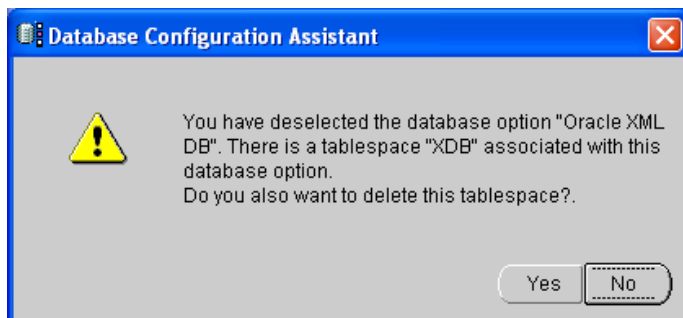 Database Configuration Assistant
You have deselected the database option "Oracle XML
DB". There is a tablespace "XDB" associated with this
database option.
Do you also want to delete this tablespace?.
Yes No